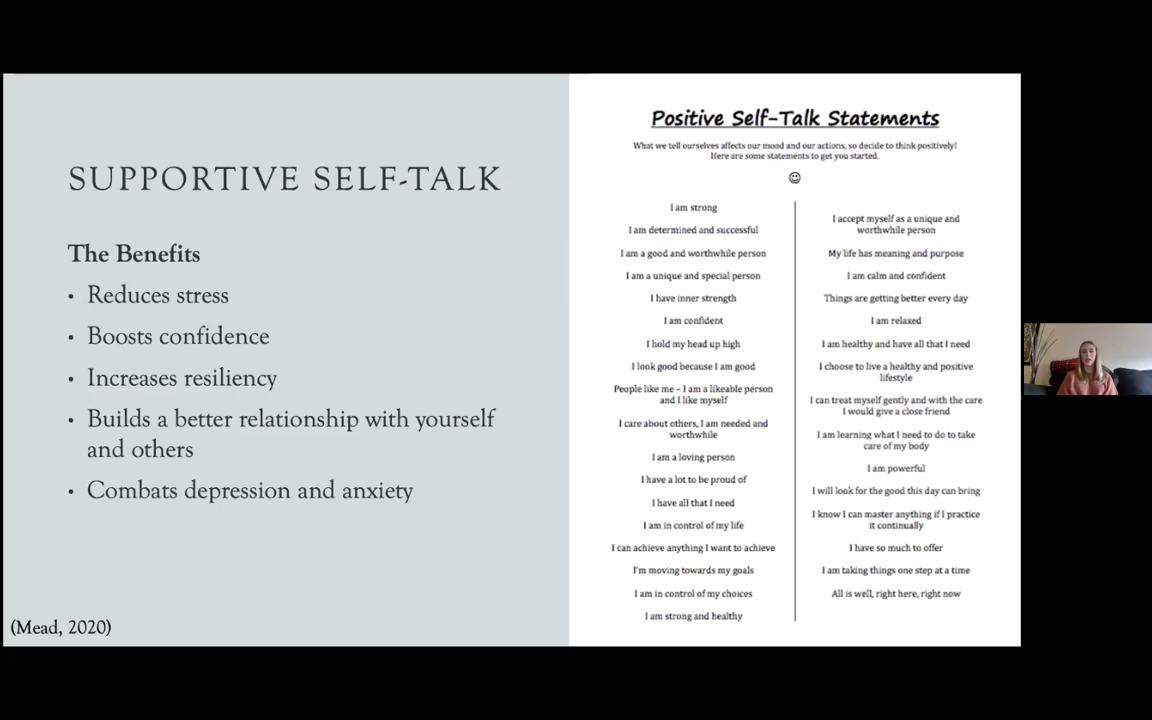 SUPPORTIVE SELF-TALK
The Benefits
• Reduces stress
• Boosts confidence
• Increases resiliency
• Builds a better relationship with yourself
and others
• Combats depression and anxiety
(Mead, 2020)
Positive Self-Talk Statements
What we tell ourselves affects our mood and our actions, so decide to think positively!
Here are some statements to get you started.
I am strong
I am determined and successful
I am a good and worthwhile person
I am a unique and special person
I have inner strength
I am confident
I hold my head up high
I look good because I am good
People like me – I am a likeable person
and I like myself
I care about others, I am needed and
worthwhile
I am a loving person
I have a lot to be proud of
I have all that I need
I am in control of my life
I can achieve anything I want to achieve
I'm moving towards my goals
I am in control of my choices
I am strong and healthy
I accept myself as a unique and
worthwhile person
My life has meaning and purpose
I am calm and confident
Things are getting better every day
I am relaxed
I am healthy and have all that I need
I choose to live a healthy and positive
lifestyle
I can treat myself gently and with the care
I would give a close friend
I am learning what I need to do to take
care of my body
I am powerful
I will look for the good this day can bring
I know I can master anything if I practice
it continually
I have so much to offer
I am taking things one step at a time
All is well, right here, right now